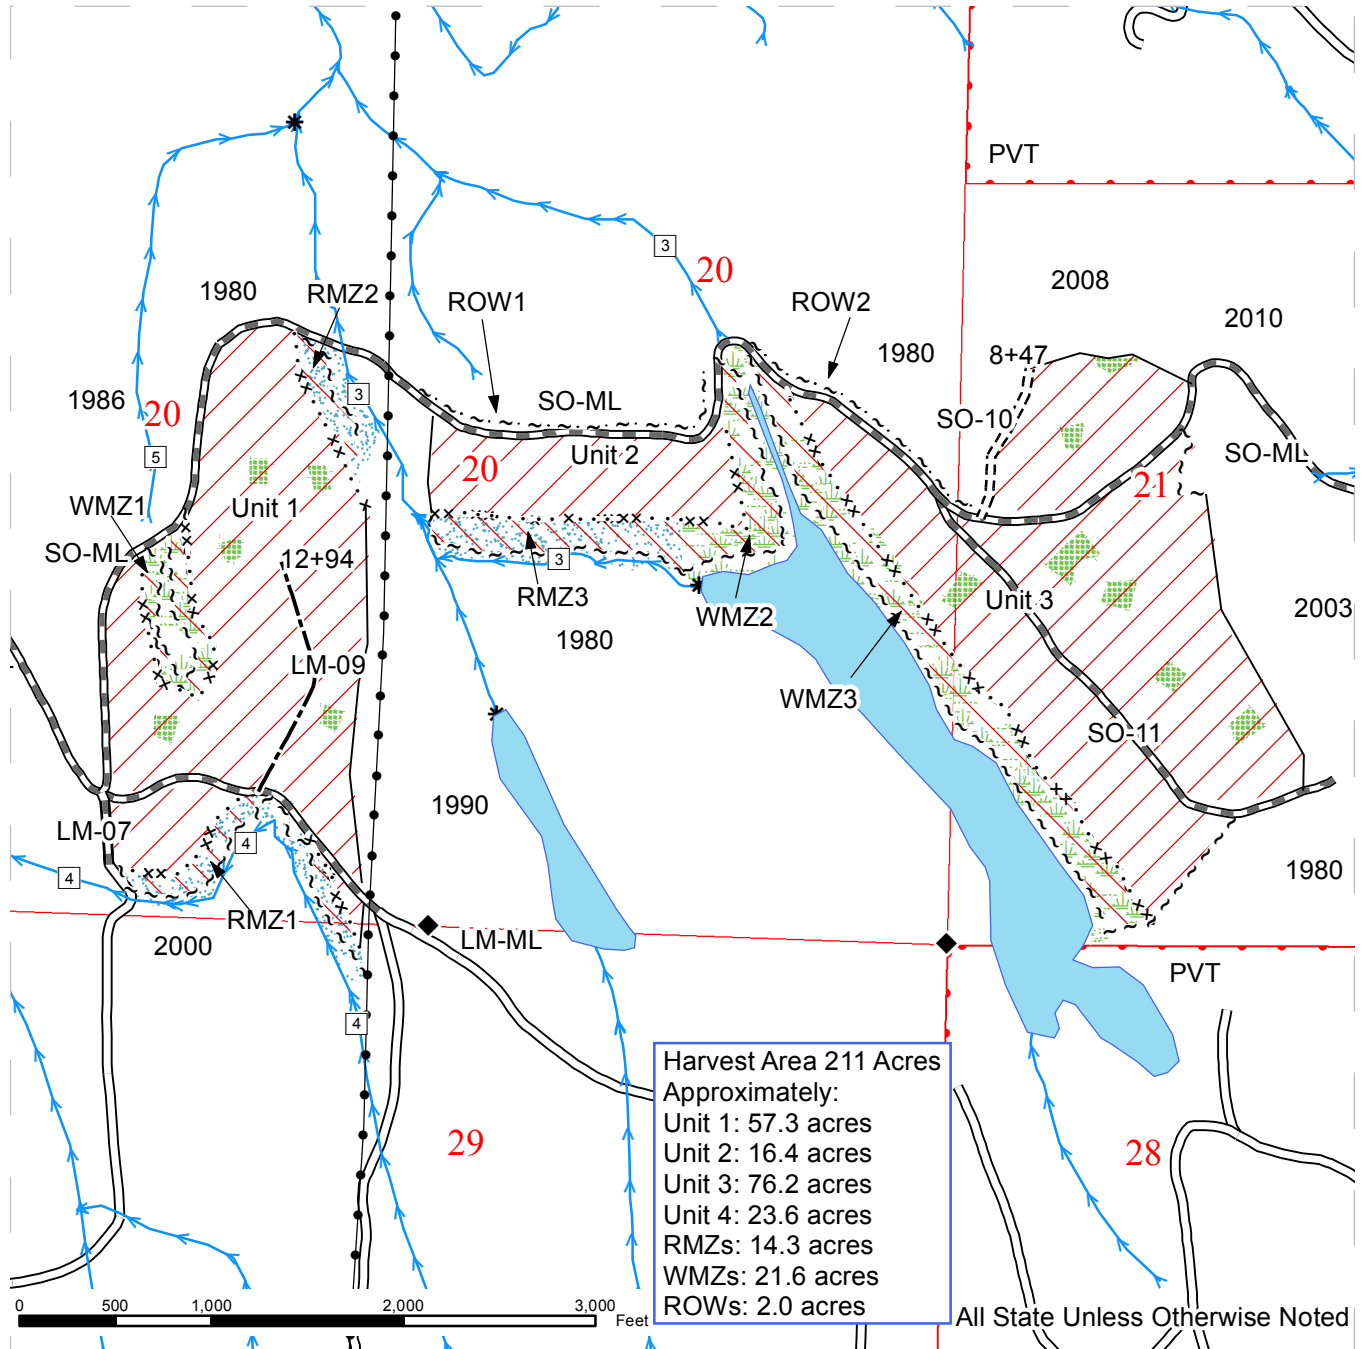 PVT
20
2008
1980
RMZ2
ROW1
ROW2
2010
1980
8+47
1986
20
3
3
SO-ML
SO-10
Unit 2
20
SO-ML
5
21
WMZ1
Unit 1
SO-ML
12+94
3
RMZ3
WMZ2
Unit 3
2003
1980
LM-09
WMZ3
SO-11
1990
LM-07
4
4
1980
RMZ1
2000
LM-ML
PVT
4
Harvest Area 211 Acres
Approximately:
Unit 1: 57.3 acres
Unit 2: 16.4 acres
Unit 3: 76.2 acres
Unit 4: 23.6 acres
RMZs: 14.3 acres
WMZs: 21.6 acres
ROWs: 2.0 acres
29
28
0 500 1,000 2,000 3,000
Feet
All State Unless Otherwise Noted